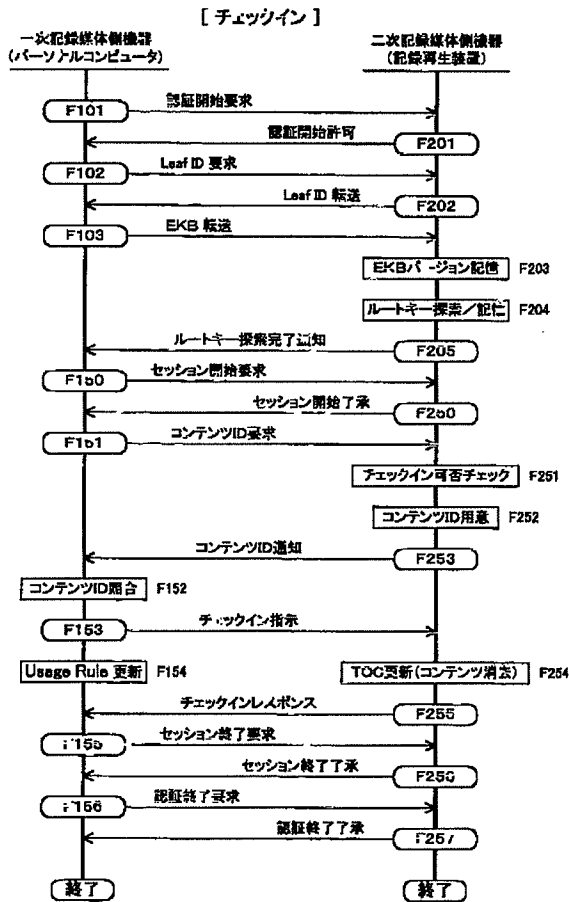 [ チェックイン ]
一次記録媒体側機器
(パーソナルコンピュータ)
二次記録媒体側機器
(記録再生装置)
F101
認証開始要求
認証開始許可
F201
F102
Leaf ID 要求
Leaf ID 転送
F202
F103
EKB 転送
EKBバージョン記憶 F203
ルートキー探索/記憶 F204
ルートキー探索完了通知
F205
F150
セッション開始要求
セッション開始了承
F250
F151
コンテンツID要求
チェックイン可否チェック F251
コンテンツID用意 F252
コンテンツID通知
F253
コンテンツID照合 F152
F153
チェックイン指示
Usage Rule 更新 F154
TOC更新(コンテンツ消去) F254
チェックインレスポンス
F255
F155
セッション終了要求
セッション終了了承
F256
F156
認証終了要求
認証終了了承
F257
終了
終了